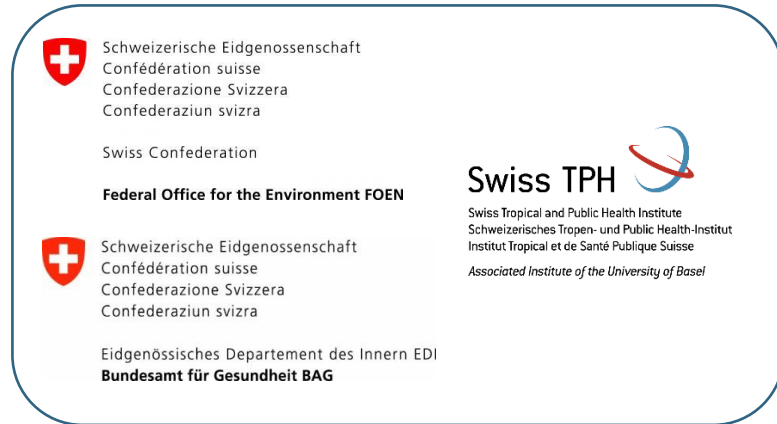 Schweizerische Eidgenossenschaft
Confédération suisse
Confederazione Svizzera
Confederaziun svizra
Swiss Confederation
Federal Office for the Environment FOEN
Schweizerische Eidgenossenschaft
Confédération suisse
Confederazione Svizzera
Confederaziun svizra
Eidgenössisches Departement des Innern EDI
Bundesamt für Gesundheit BAG
Swiss TPH
Swiss Tropical and Public Health Institute
Schweizerisches Tropen- und Public Health-Institut
Institut Tropical et de Santé Publique Suisse
Associated Institute of the University of Basel